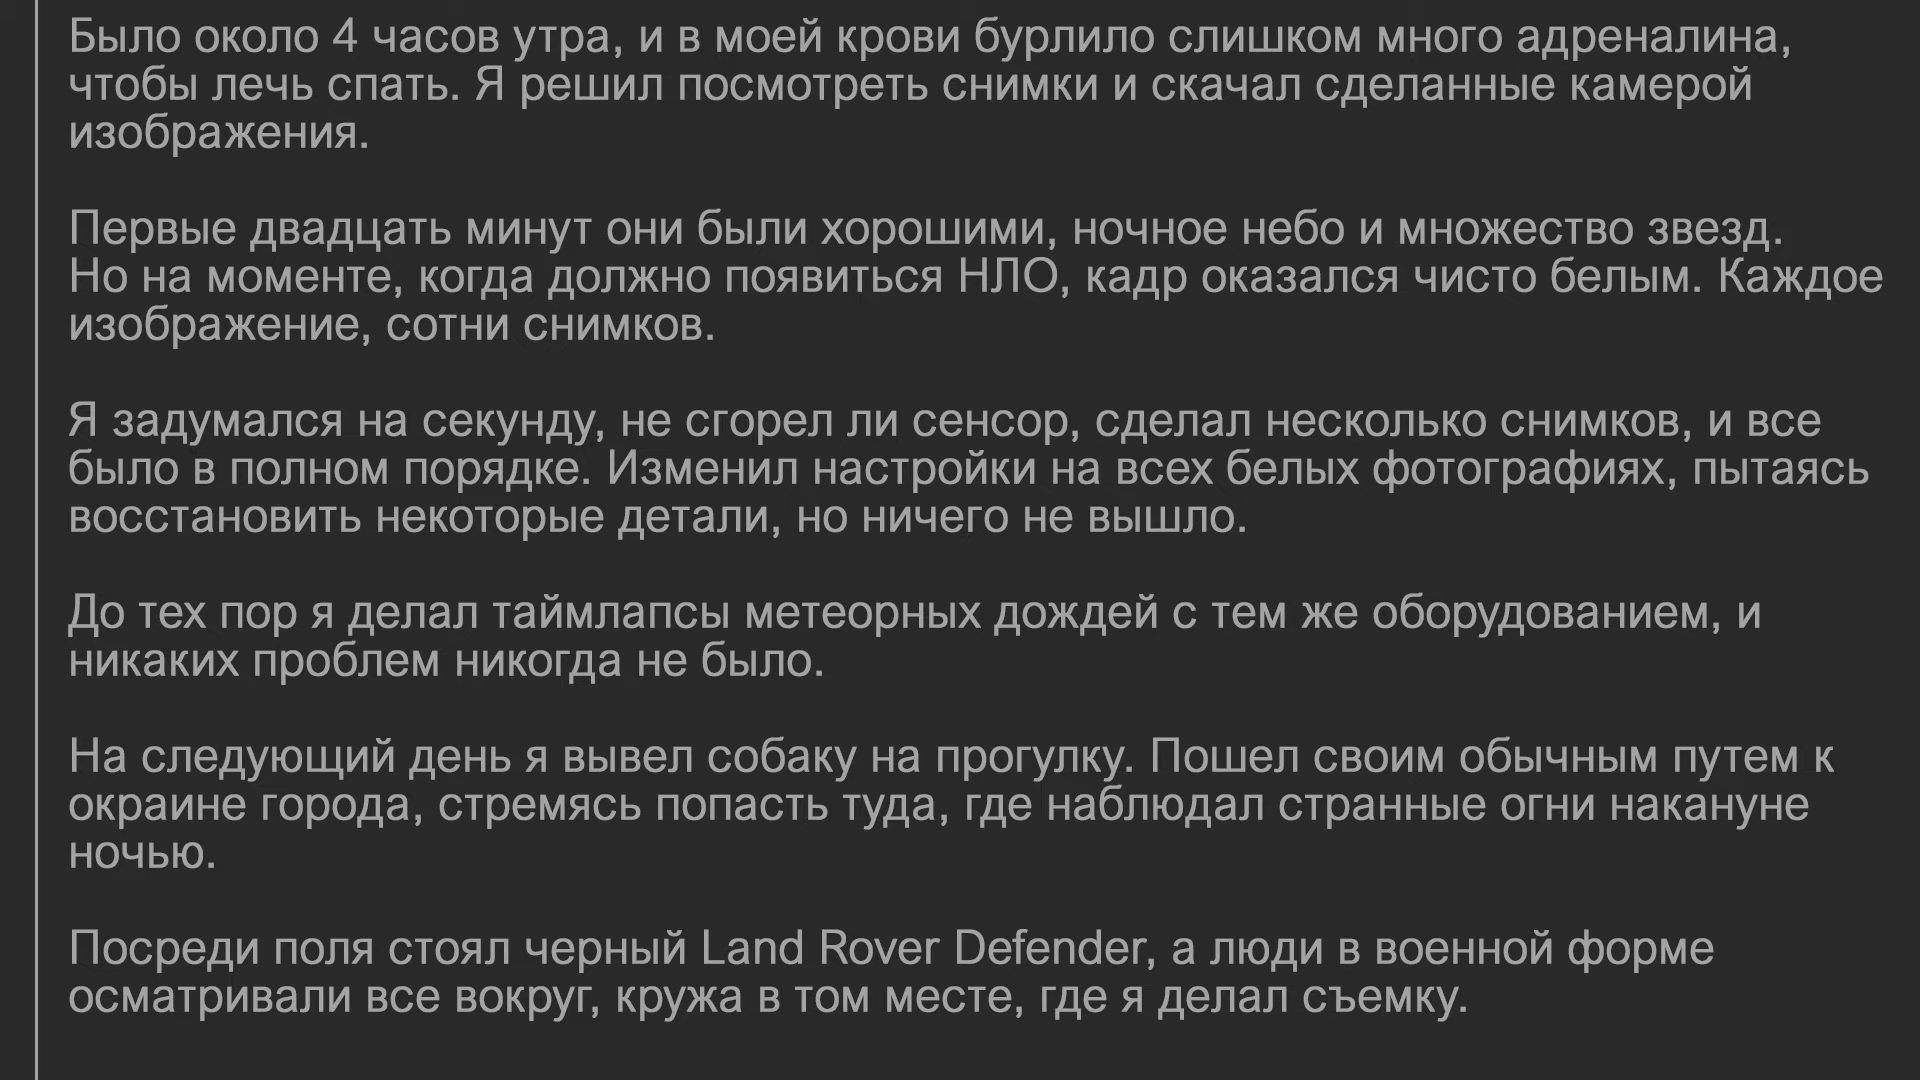 Было около 4 часов утра, и в моей крови бурлило слишком много адреналина,
чтобы лечь спать. Я решил посмотреть снимки и скачал сделанные камерой
изображения.
Первые двадцать минут они были хорошими, ночное небо и множество звезд.
Но на моменте, когда должно появиться НЛО, кадр оказался чисто белым. Каждое
изображение, сотни снимков.
Я задумался на секунду, не сгорел ли сенсор, сделал несколько снимков, и все
было в полном порядке. Изменил настройки на всех белых фотографиях, пытаясь
восстановить некоторые детали, но ничего не вышло.
До тех пор я делал таймлапсы метеорных дождей с тем же оборудованием, и
никаких проблем никогда не было.
На следующий день я вывел собаку на прогулку. Пошел своим обычным путем к
окраине города, стремясь попасть туда, где наблюдал странные огни накануне
ночью.
Посреди поля стоял черный Land Rover Defender, а люди в военной форме
осматривали все вокруг, кружа в том месте, где я делал съемку.